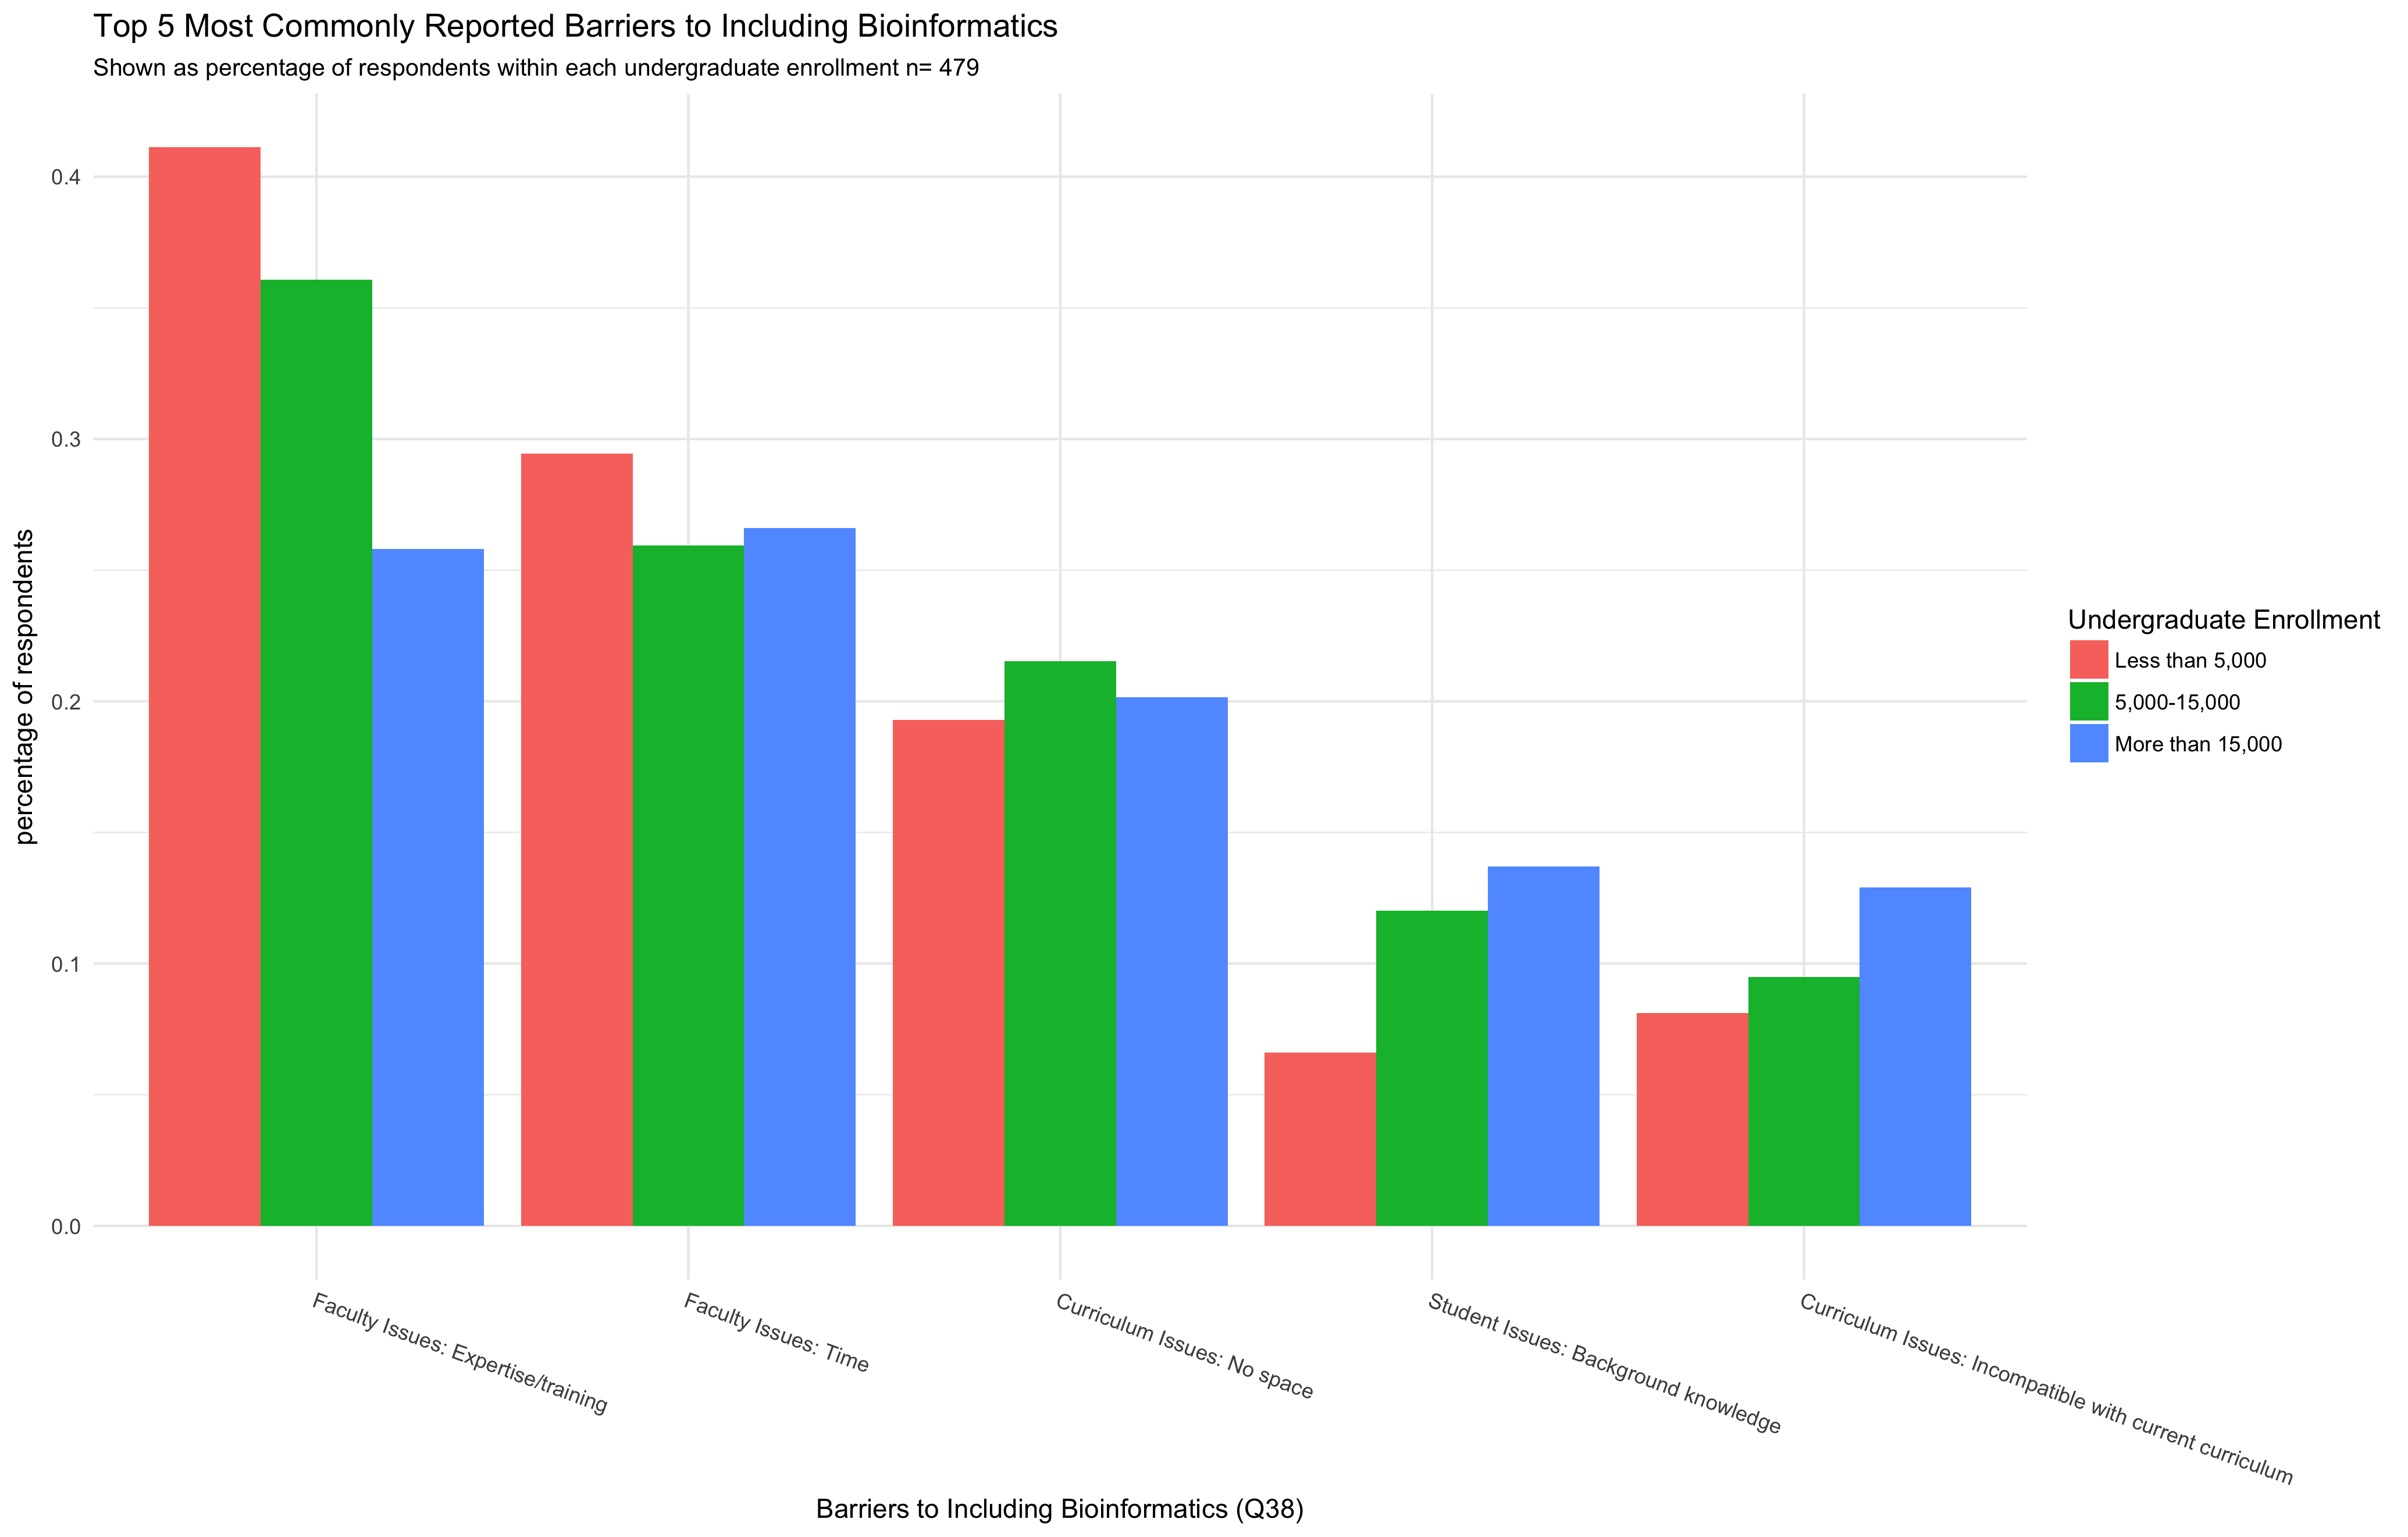 Top 5 Most Commonly Reported Barriers to Including Bioinformatics
Shown as percentage of respondents within each undergraduate enrollment n= 479
percentage of respondents
0.4
0.3
0.2
0.1
0.0
Faculty Issues: Expertise/training
Faculty Issues: Time
Curriculum Issues: No space
Student Issues: Background knowledge
Curriculum Issues: Incompatible with current curriculum
Barriers to Including Bioinformatics (Q38)
Undergraduate Enrollment
Less than 5,000
5,000-15,000
More than 15,000